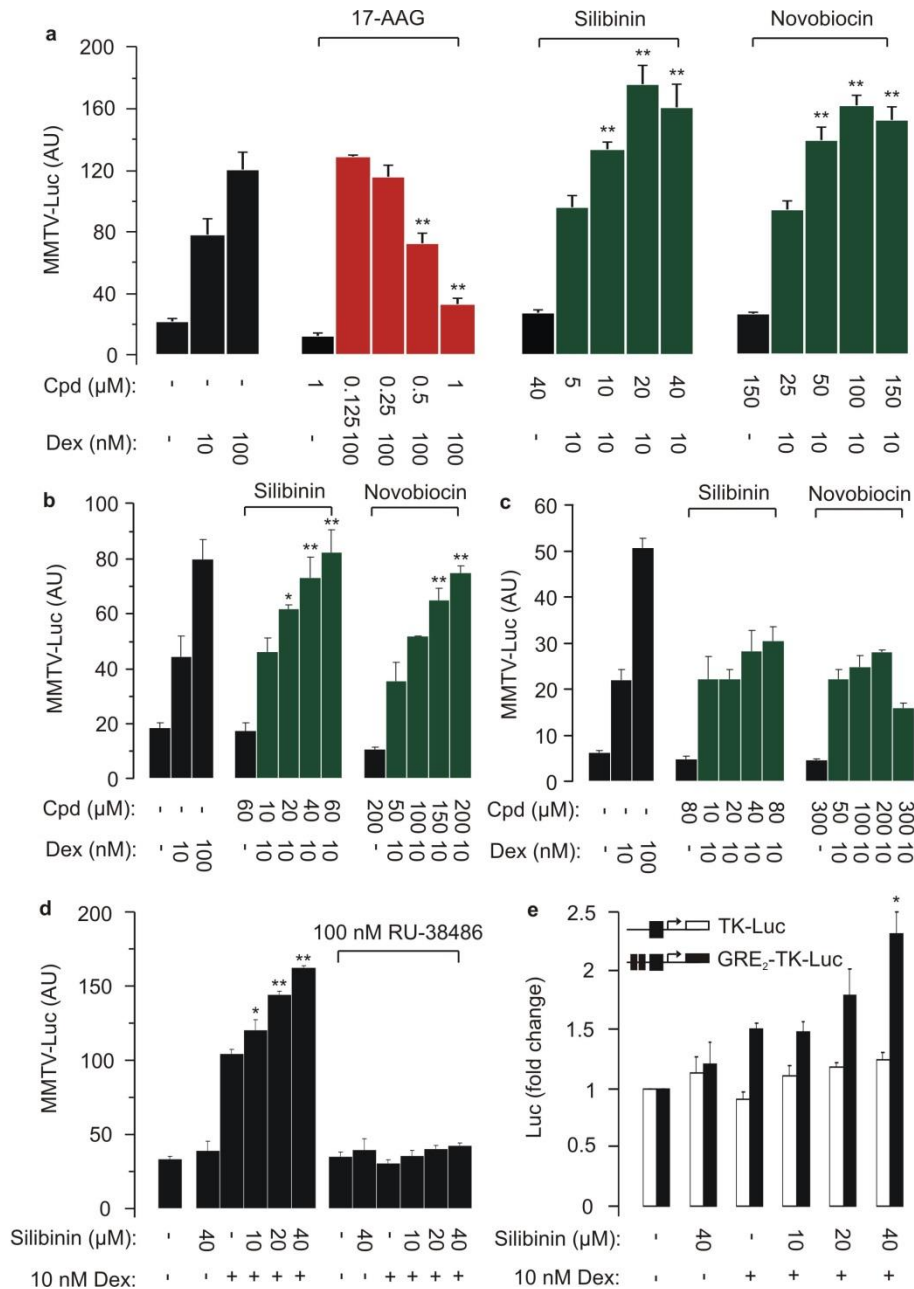 17-AAG Silibinin Novobiocin
a
MMTV-Luc (AU)
200
160
120
80
40
0
** ** ** ** ** ** ** **
Cpd (µM): - - - 1 0.125 0.25 0.5 1 40 5 10 20 40 150 25 50 100 150
Dex (nM): - 10 100 - 100 100 100 100 - 10 10 10 10 - 10 10 10 10
b
Silibinin Novobiocin
MMTV-Luc (AU)
100
80
60
40
20
0
* ** ** ** **
Cpd (µM): - - - 60 10 20 40 60 200 50 100 150 200
Dex (nM): - 10 100 - 10 10 10 10 - 10 10 10 10
c
Silibinin Novobiocin
MMTV-Luc (AU)
60
50
40
30
20
10
0
Cpd (µM): - - - 80 10 20 40 80 300 50 100 200 300
Dex (nM): - 10 100 - 10 10 10 10 - 10 10 10 10
d
100 nM RU-38486
MMTV-Luc (AU)
200
150
100
50
0
* ** **
Silibinin (µM): - 40 - 10 20 40 - 40 - 10 20 40
10 nM Dex: - - + + + + - - + + + +
e
TK-Luc
GRE2-TK-Luc
Luc (fold change)
2.5
2
1.5
1
0.5
0
*
Silibinin (µM): - 40 - 10 20 40
10 nM Dex: - - + + + +